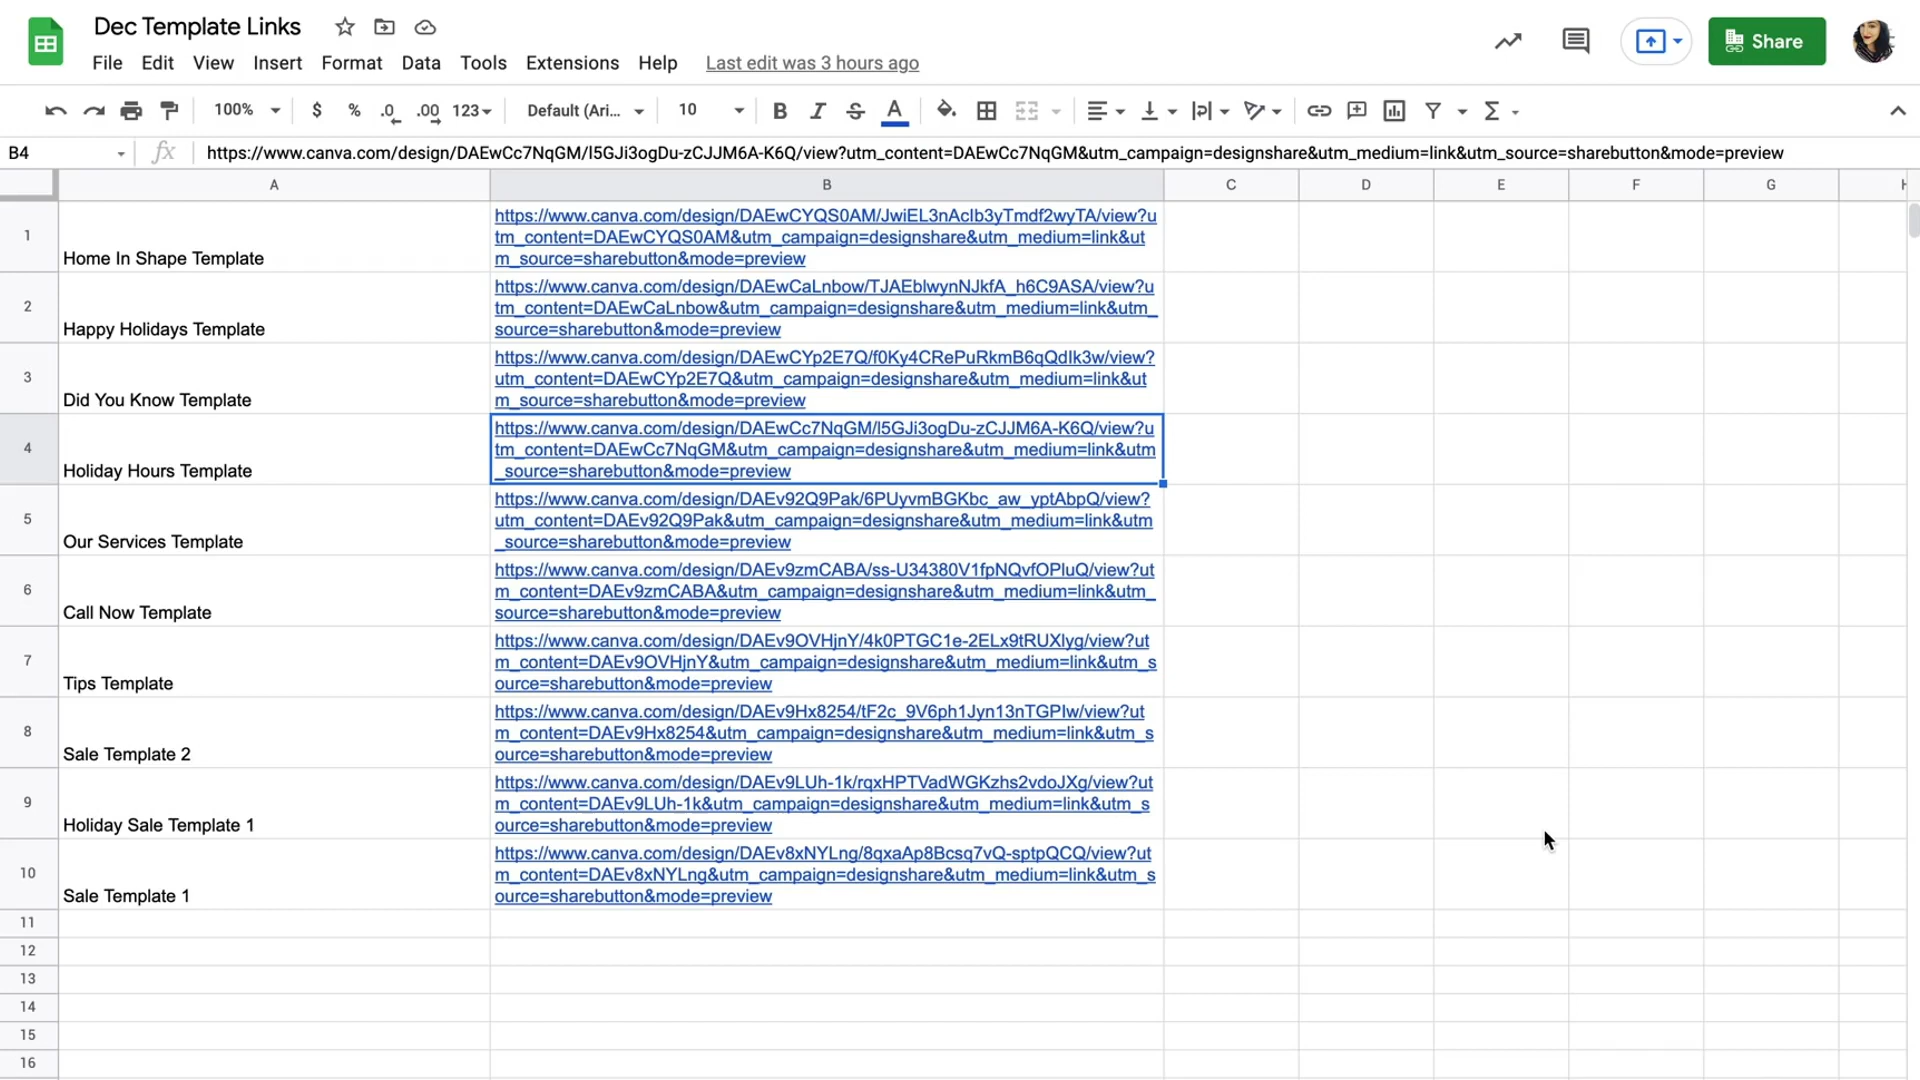 Dec Template Links
File Edit View Insert Format Data Tools Extensions Help Last edit was 3 hours ago
Share
100% $ % .0 .00 123 Default (Ari... 10 B I S A
B4 fx https://www.canva.com/design/DAEwCc7NqGM/l5GJi3ogDu-zCJJM6A-K6Q/view?utm_content=DAEwCc7NqGM&utm_campaign=designshare&utm_medium=link&utm_source=sharebutton&mode=preview
A B C D E F G H
https://www.canva.com/design/DAEwCYQS0AM/JwiEL3nAclb3yTmdf2wyTA/view?u
1 tm_content=DAEwCYQS0AM&utm_campaign=designshare&utm_medium=link&ut
Home In Shape Template m_source=sharebutton&mode=preview
https://www.canva.com/design/DAEwCaLnbow/TJAEblwynNJkfA_h6C9ASA/view?u
2 tm_content=DAEwCaLnbow&utm_campaign=designshare&utm_medium=link&utm_
Happy Holidays Template source=sharebutton&mode=preview
https://www.canva.com/design/DAEwCYp2E7Q/f0Ky4CRePuRkmB6qQdIk3w/view?
3 utm_content=DAEwCYp2E7Q&utm_campaign=designshare&utm_medium=link&ut
Did You Know Template m_source=sharebutton&mode=preview
https://www.canva.com/design/DAEwCc7NqGM/l5GJi3ogDu-zCJJM6A-K6Q/view?u
4 tm_content=DAEwCc7NqGM&utm_campaign=designshare&utm_medium=link&utm
Holiday Hours Template _source=sharebutton&mode=preview
https://www.canva.com/design/DAEv92Q9Pak/6PUyvmBGKbc_aw_yptAbpQ/view?
5 utm_content=DAEv92Q9Pak&utm_campaign=designshare&utm_medium=link&utm
Our Services Template _source=sharebutton&mode=preview
https://www.canva.com/design/DAEv9zmCABA/ss-U34380V1fpNQvfOPluQ/view?ut
6 m_content=DAEv9zmCABA&utm_campaign=designshare&utm_medium=link&utm_
Call Now Template source=sharebutton&mode=preview
https://www.canva.com/design/DAEv9OVHjnY/4k0PTGC1e-2ELx9tRUXlyg/view?ut
7 m_content=DAEv9OVHjnY&utm_campaign=designshare&utm_medium=link&utm_s
Tips Template ource=sharebutton&mode=preview
https://www.canva.com/design/DAEv9Hx8254/tF2c_9V6ph1Jyn13nTGPIw/view?ut
8 m_content=DAEv9Hx8254&utm_campaign=designshare&utm_medium=link&utm_s
Sale Template 2 ource=sharebutton&mode=preview
https://www.canva.com/design/DAEv9LUh-1k/rqxHPTVadWGKzhs2vdoJXg/view?ut
9 m_content=DAEv9LUh-1k&utm_campaign=designshare&utm_medium=link&utm_s
Holiday Sale Template 1 ource=sharebutton&mode=preview
https://www.canva.com/design/DAEv8xNYLng/8qxaAp8Bcsq7vQ-sptpQCQ/view?ut
10 m_content=DAEv8xNYLng&utm_campaign=designshare&utm_medium=link&utm_s
Sale Template 1 ource=sharebutton&mode=preview
11
12
13
14
15
16